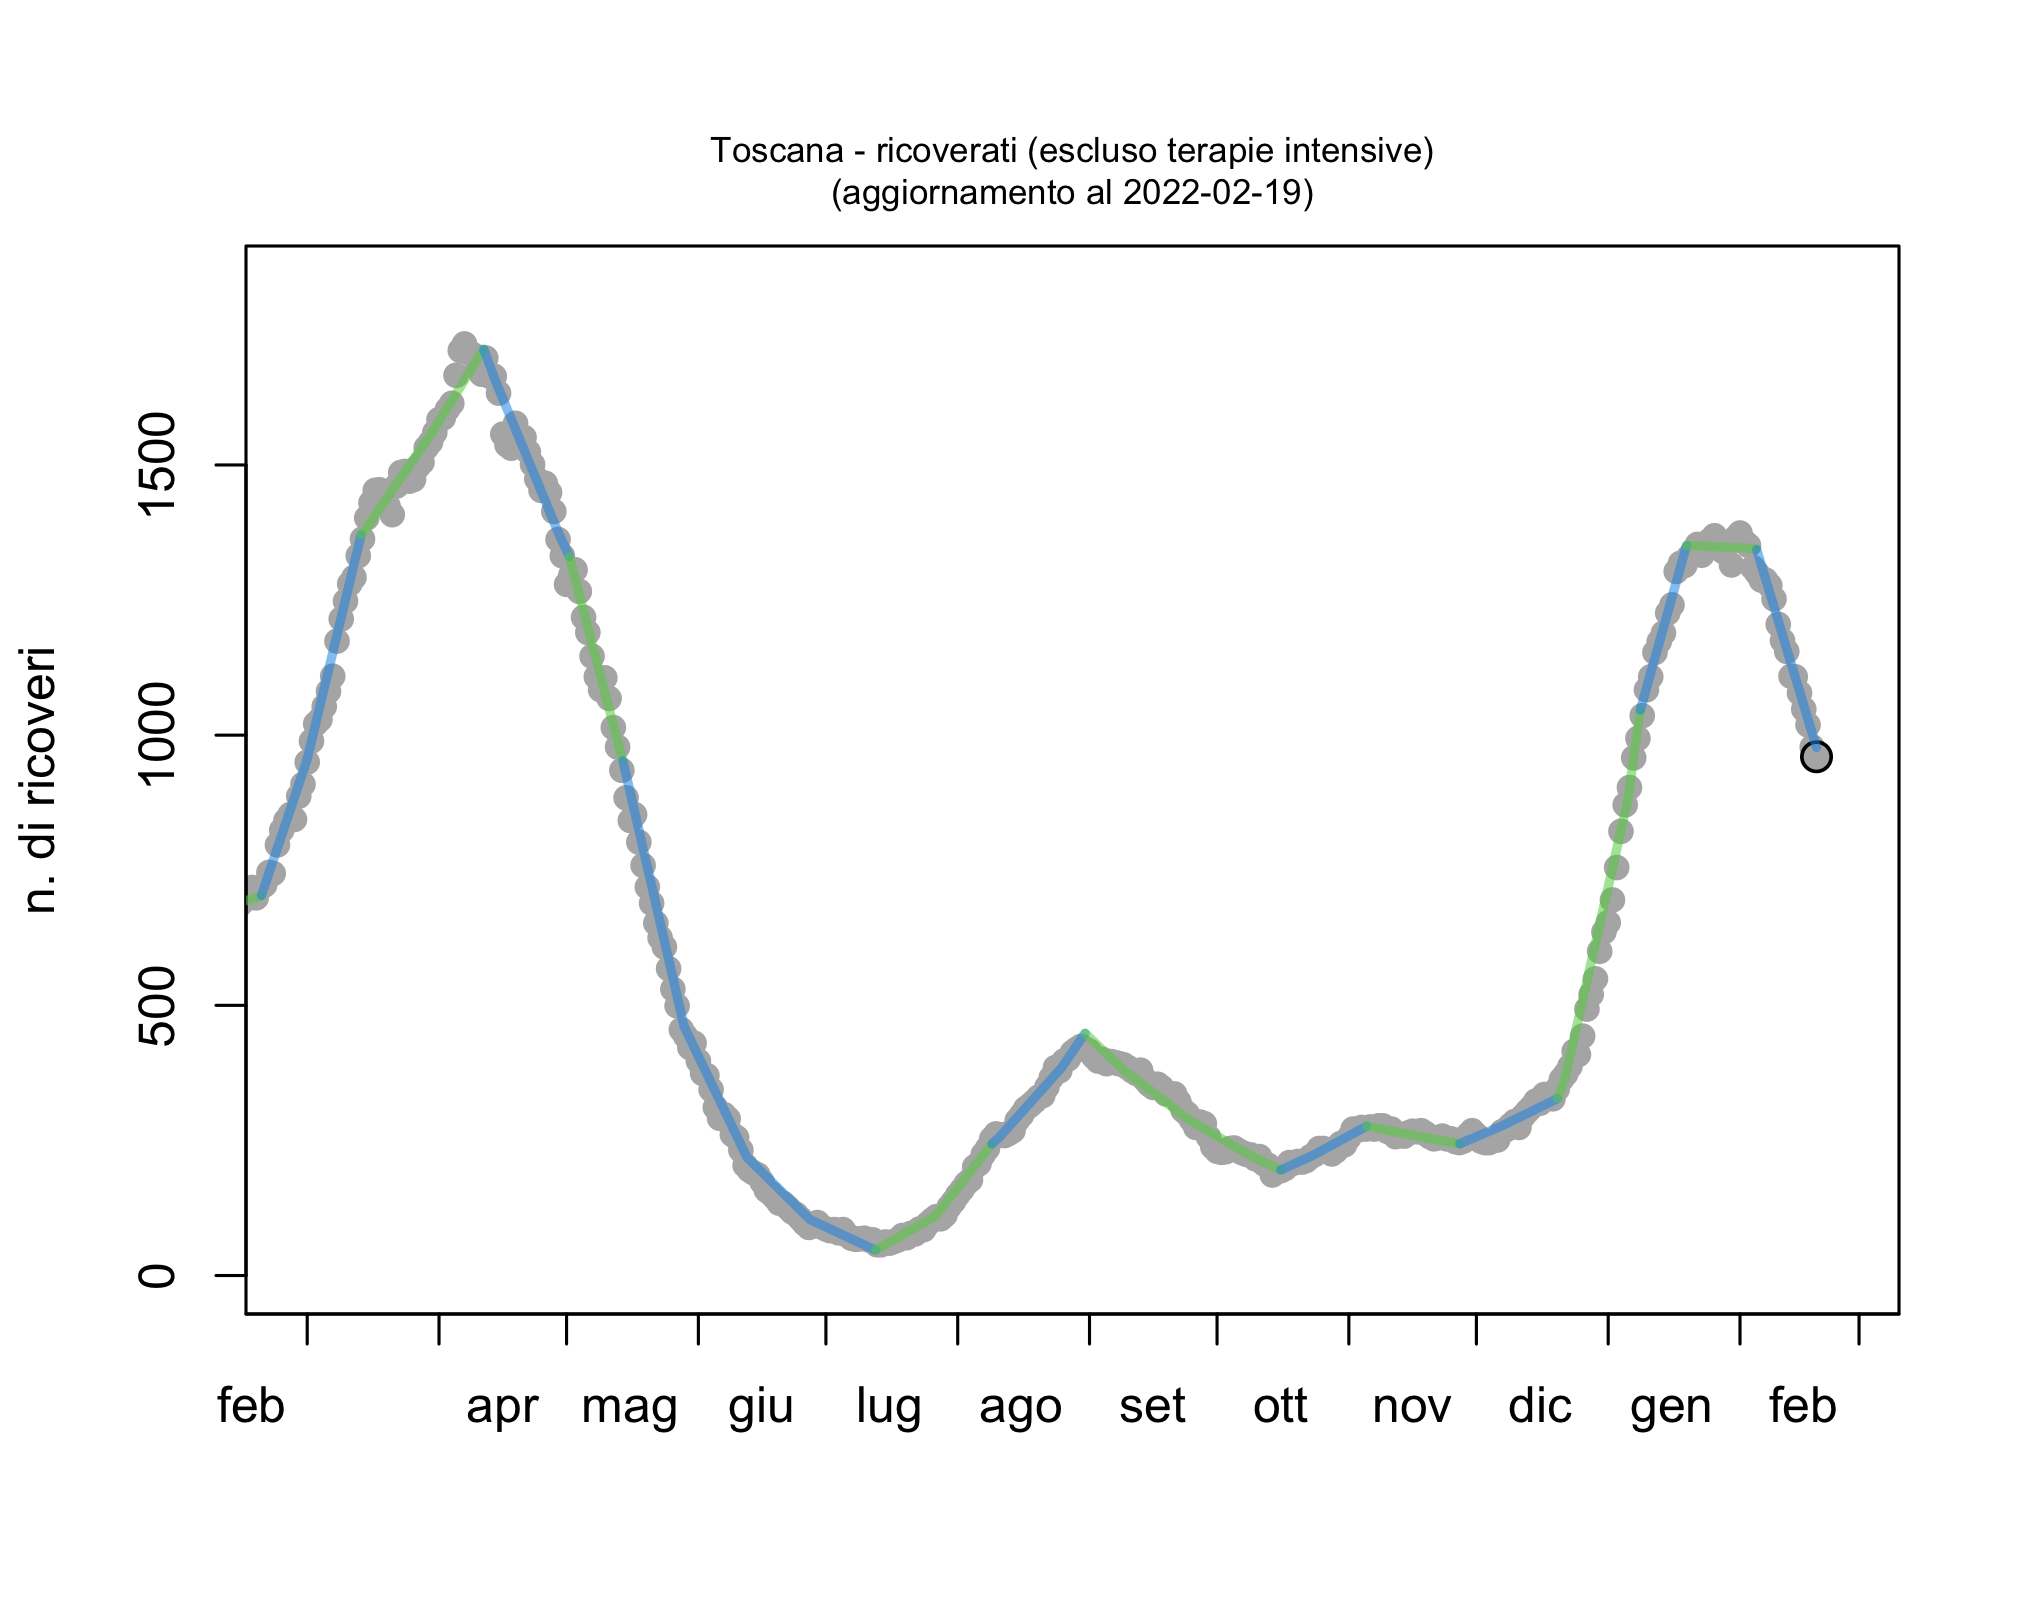 Toscana - ricoverati (escluso terapie intensive)
(aggiornamento al 2022-02-19)
n. di ricoveri
1500
1000
500
0
feb apr mag giu lug ago set ott nov dic gen feb